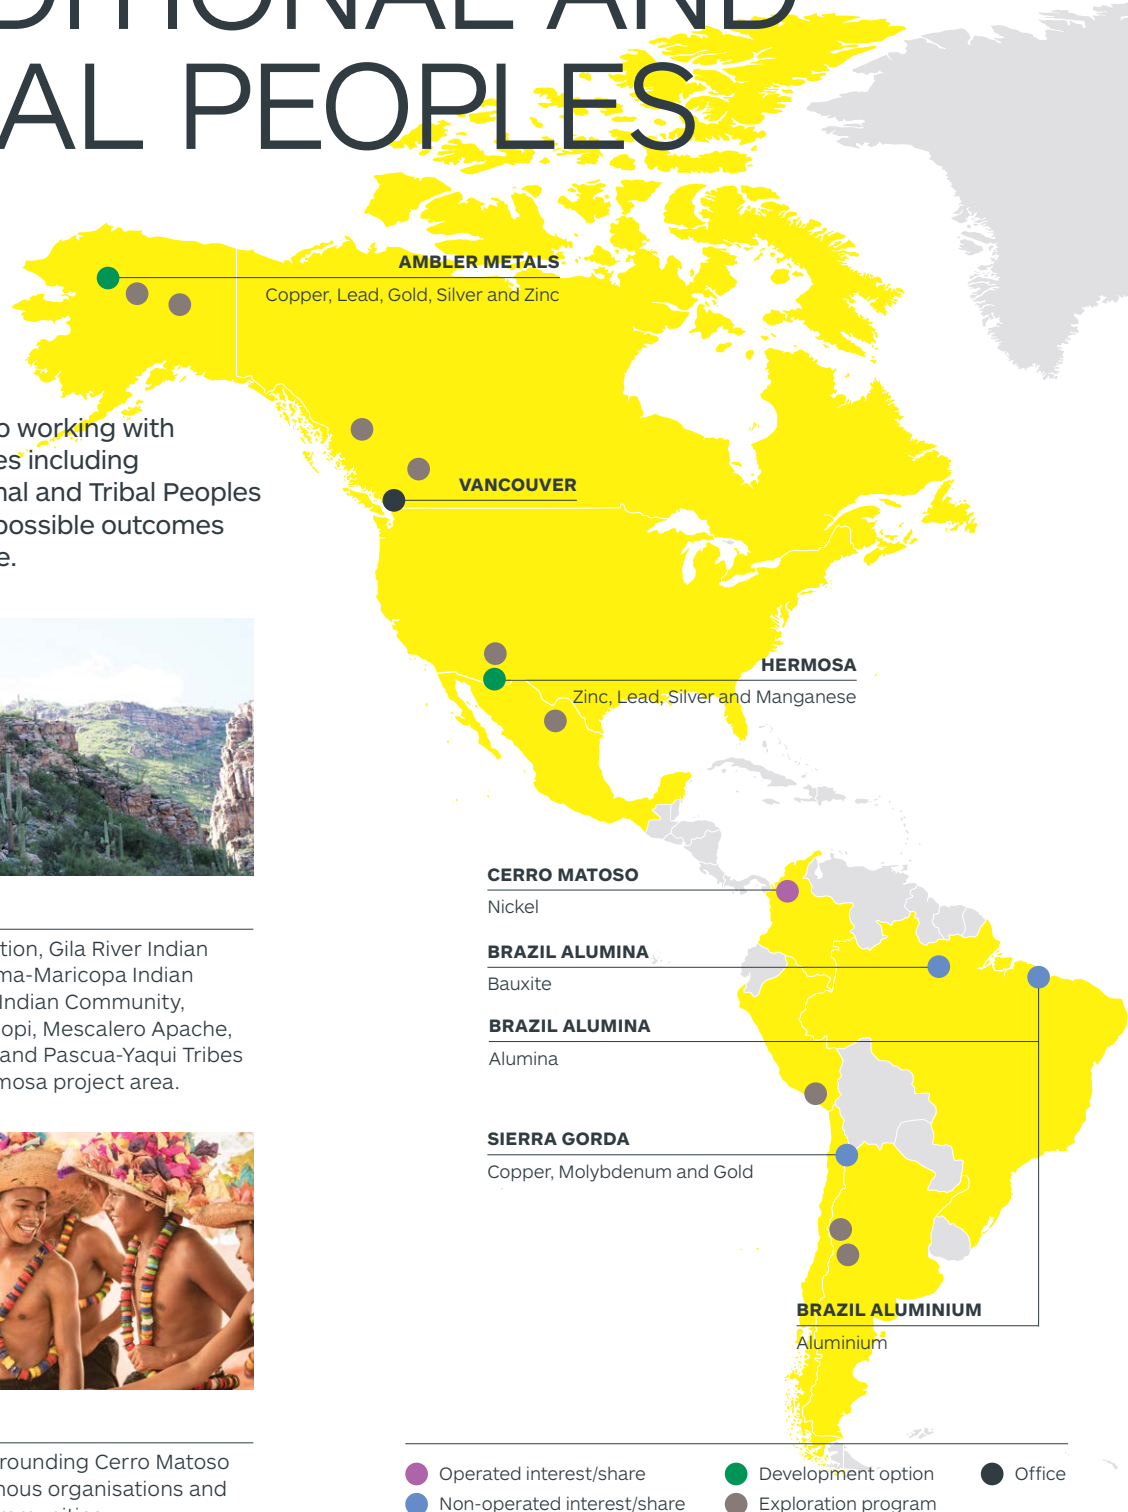 DITIONAL AND
AL PEOPLES
AMBLER METALS
Copper, Lead, Gold, Silver and Zinc
working with
es including
nal and Tribal Peoples
possible outcomes
e.
VANCOUVER
HERMOSA
Zinc, Lead, Silver and Manganese
tion, Gila River Indian
ma-Maricopa Indian
Indian Community,
opi, Mescalero Apache,
and Pascua-Yaqui Tribes
mosa project area.
CERRO MATOSO
Nickel
BRAZIL ALUMINA
Bauxite
BRAZIL ALUMINA
Alumina
SIERRA GORDA
Copper, Molybdenum and Gold
BRAZIL ALUMINIUM
Aluminium
rounding Cerro Matoso
nous organisations and
Operated interest/share
Non-operated interest/share
Development option
Exploration program
Office